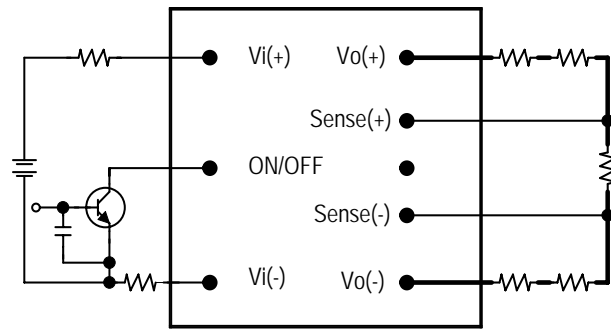 Vi(+) Vo(+)
Sense(+)
ON/OFF
Sense(-)
Vi(-) Vo(-)